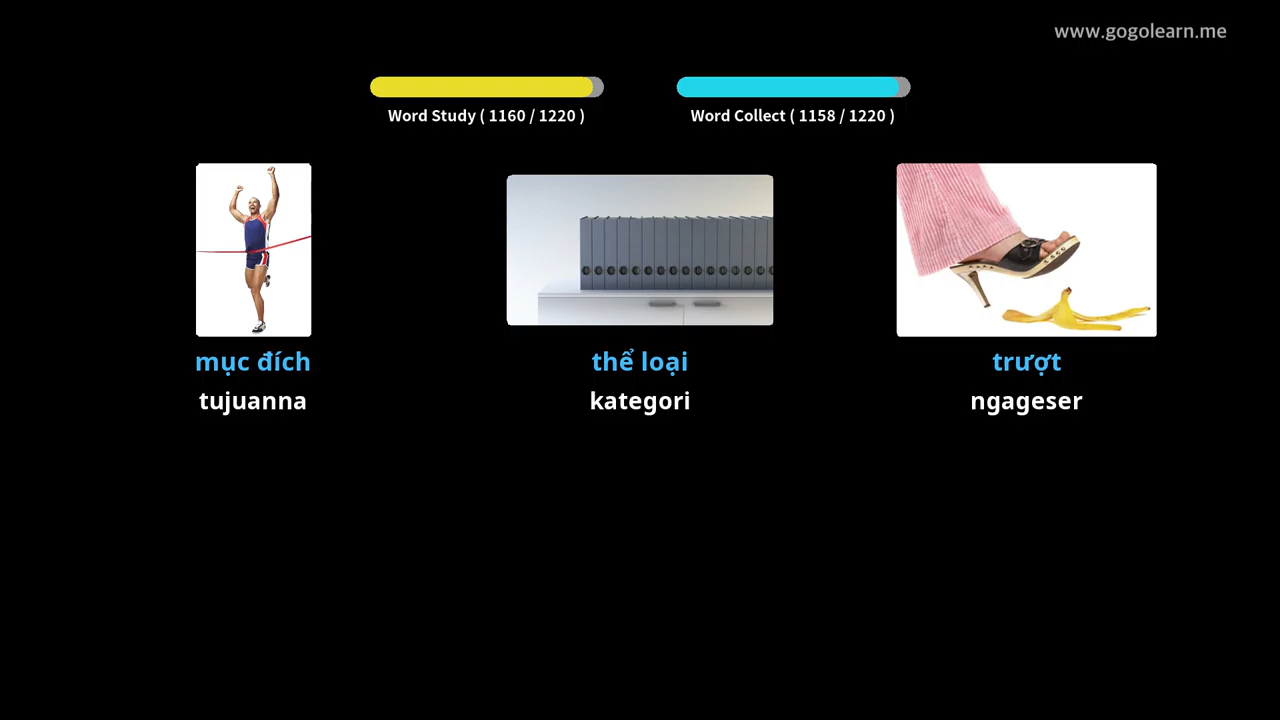 www.gogolearn.me
Word Study ( 1160 / 1220 )
Word Collect ( 1158 / 1220 )
mục đích
thể loại
trượt
tujuanna
kategori
ngageser